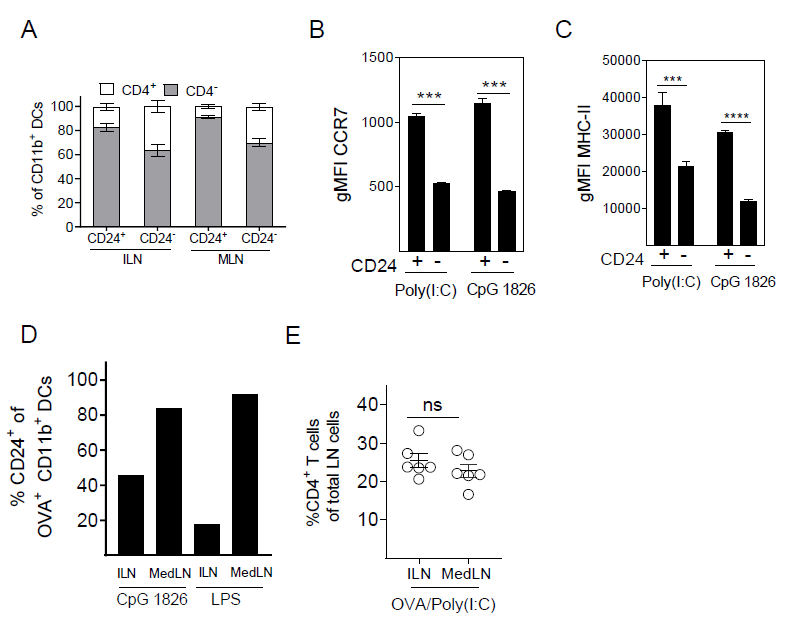 A
CD4+ CD4-
% of CD11b+ DCs
100
80
60
40
20
0
CD24+ CD24- CD24+ CD24-
ILN MLN
B
gMFI CCR7
1500
1000
500
*** ***
CD24 + - + -
Poly(I:C) CpG 1826
C
gMFI MHC-II
50000
40000
30000
20000
10000
*** ****
CD24 + - + -
Poly(I:C) CpG 1826
D
% CD24+ of
OVA+ CD11b+ DCs
100
80
60
40
20
ILN MedLN ILN MedLN
CpG 1826 LPS
E
%CD4+ T cells
of total LN cells
40
30
20
10
ns
ILN MedLN
OVA/Poly(I:C)